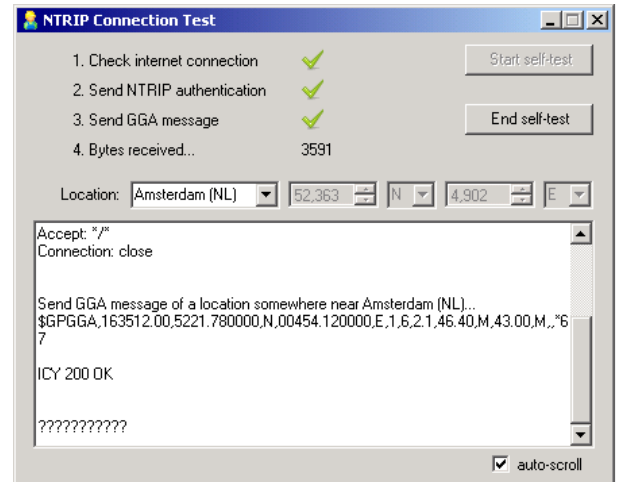 NTRIP Connection Test
1. Check internet connection
Start self-test
2. Send NTRIP authentication
3. Send GGA message
End self-test
4. Bytes received... 3591
Location: Amsterdam (NL) 52,363 N 4,902 E
Accept: */*
Connection: close
Send GGA message of a location somewhere near Amsterdam (NL)...
$GPGGA,163512.00,5221.780000,N,00454.120000,E,1,6,2.1,46.40,M,43.00,M,,*6
7
ICY 200 OK
???????????
auto-scroll